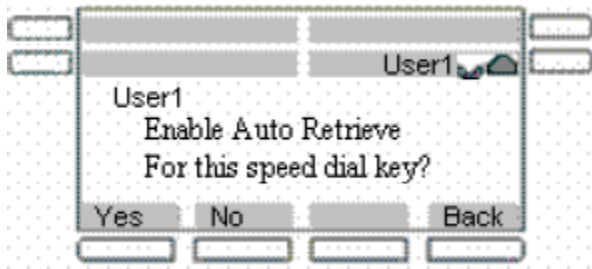 User1
User1
Enable Auto Retrieve
For this speed dial key?
Yes No Back